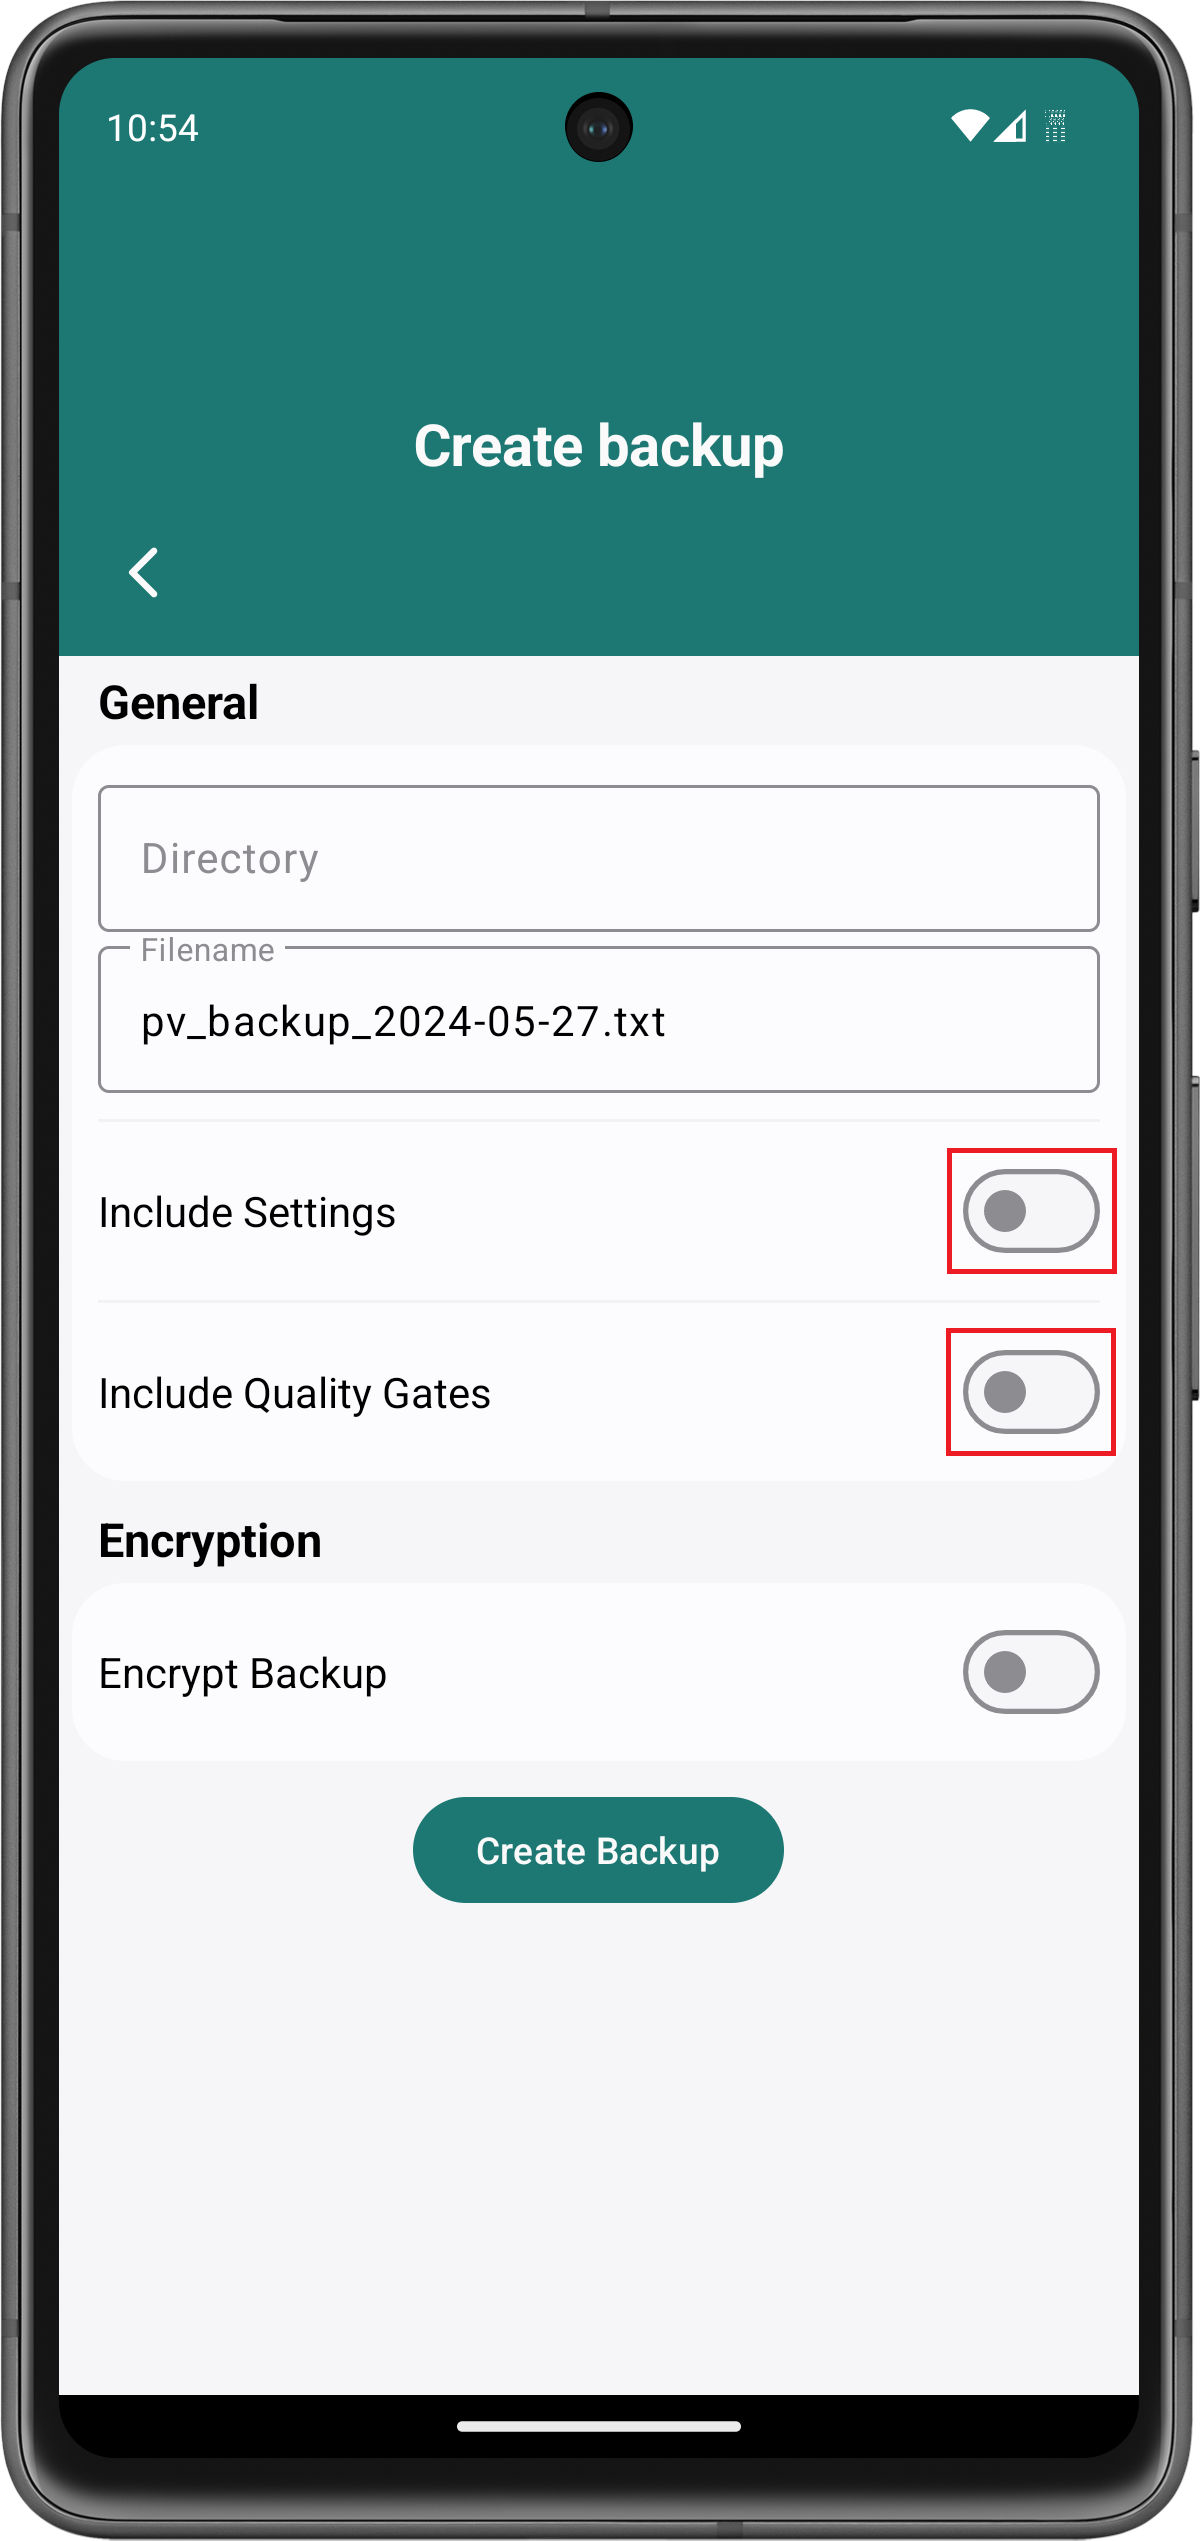 10:54
Create backup
General
Directory
Filename
pv_backup_2024-05-27.txt
Include Settings
Include Quality Gates
Encryption
Encrypt Backup
Create Backup